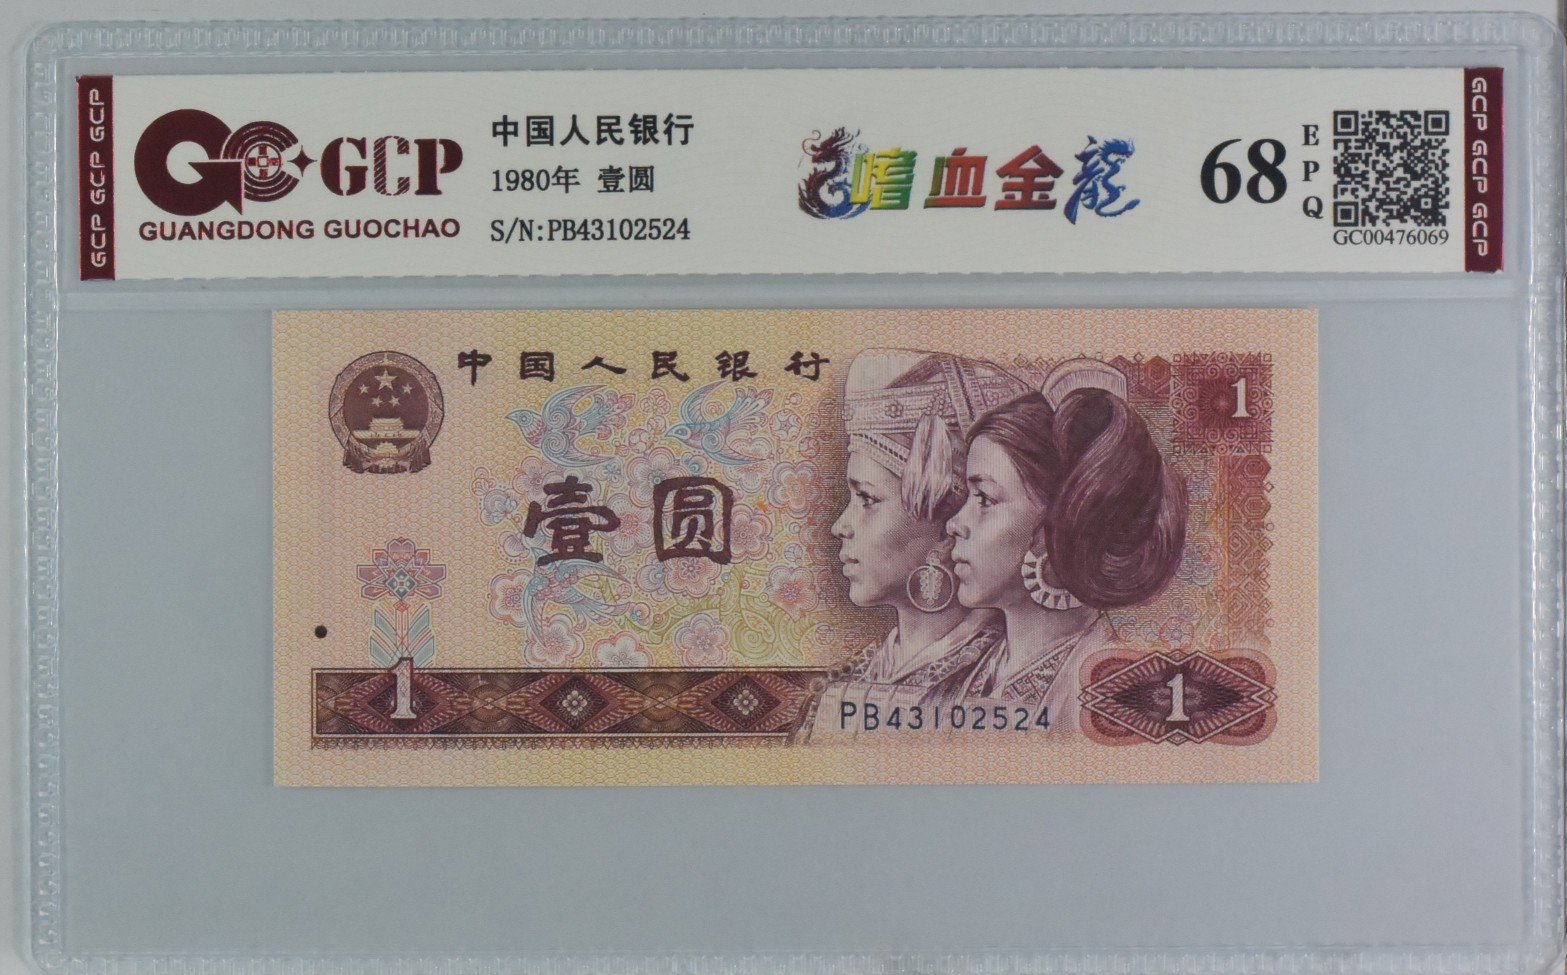 GCP GCP GCP
GCP
GUANGDONG GUOCHAO
中国人民银行
1980年 壹圆
S/N:PB43102524
嗜血金龍
68
EPQ
GC00476069
GCP GCP GCP
中国人民银行
1
壹圆
1
PB43102524
1